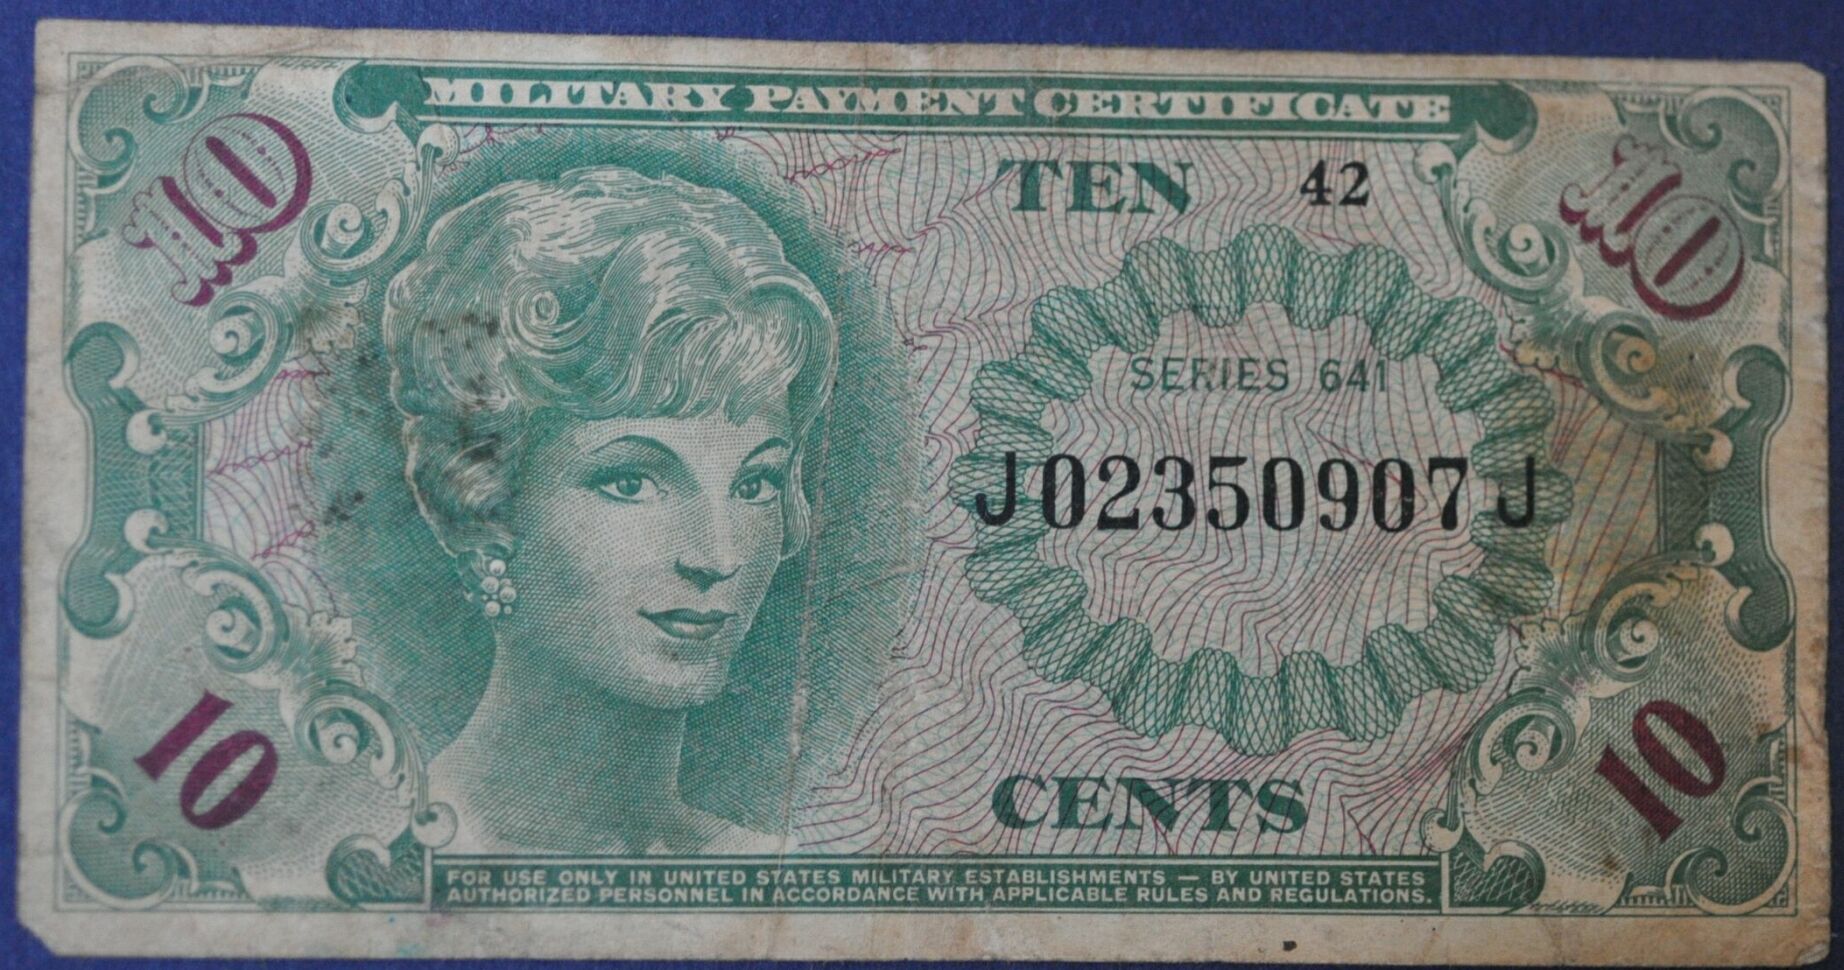 MILITARY PAYMENT CERTIFICATE
10
TEN 42
10
SERIES 641
J02350907J
CENTS
10
10
FOR USE ONLY IN UNITED STATES MILITARY ESTABLISHMENTS — BY UNITED STATES
AUTHORIZED PERSONNEL IN ACCORDANCE WITH APPLICABLE RULES AND REGULATIONS.